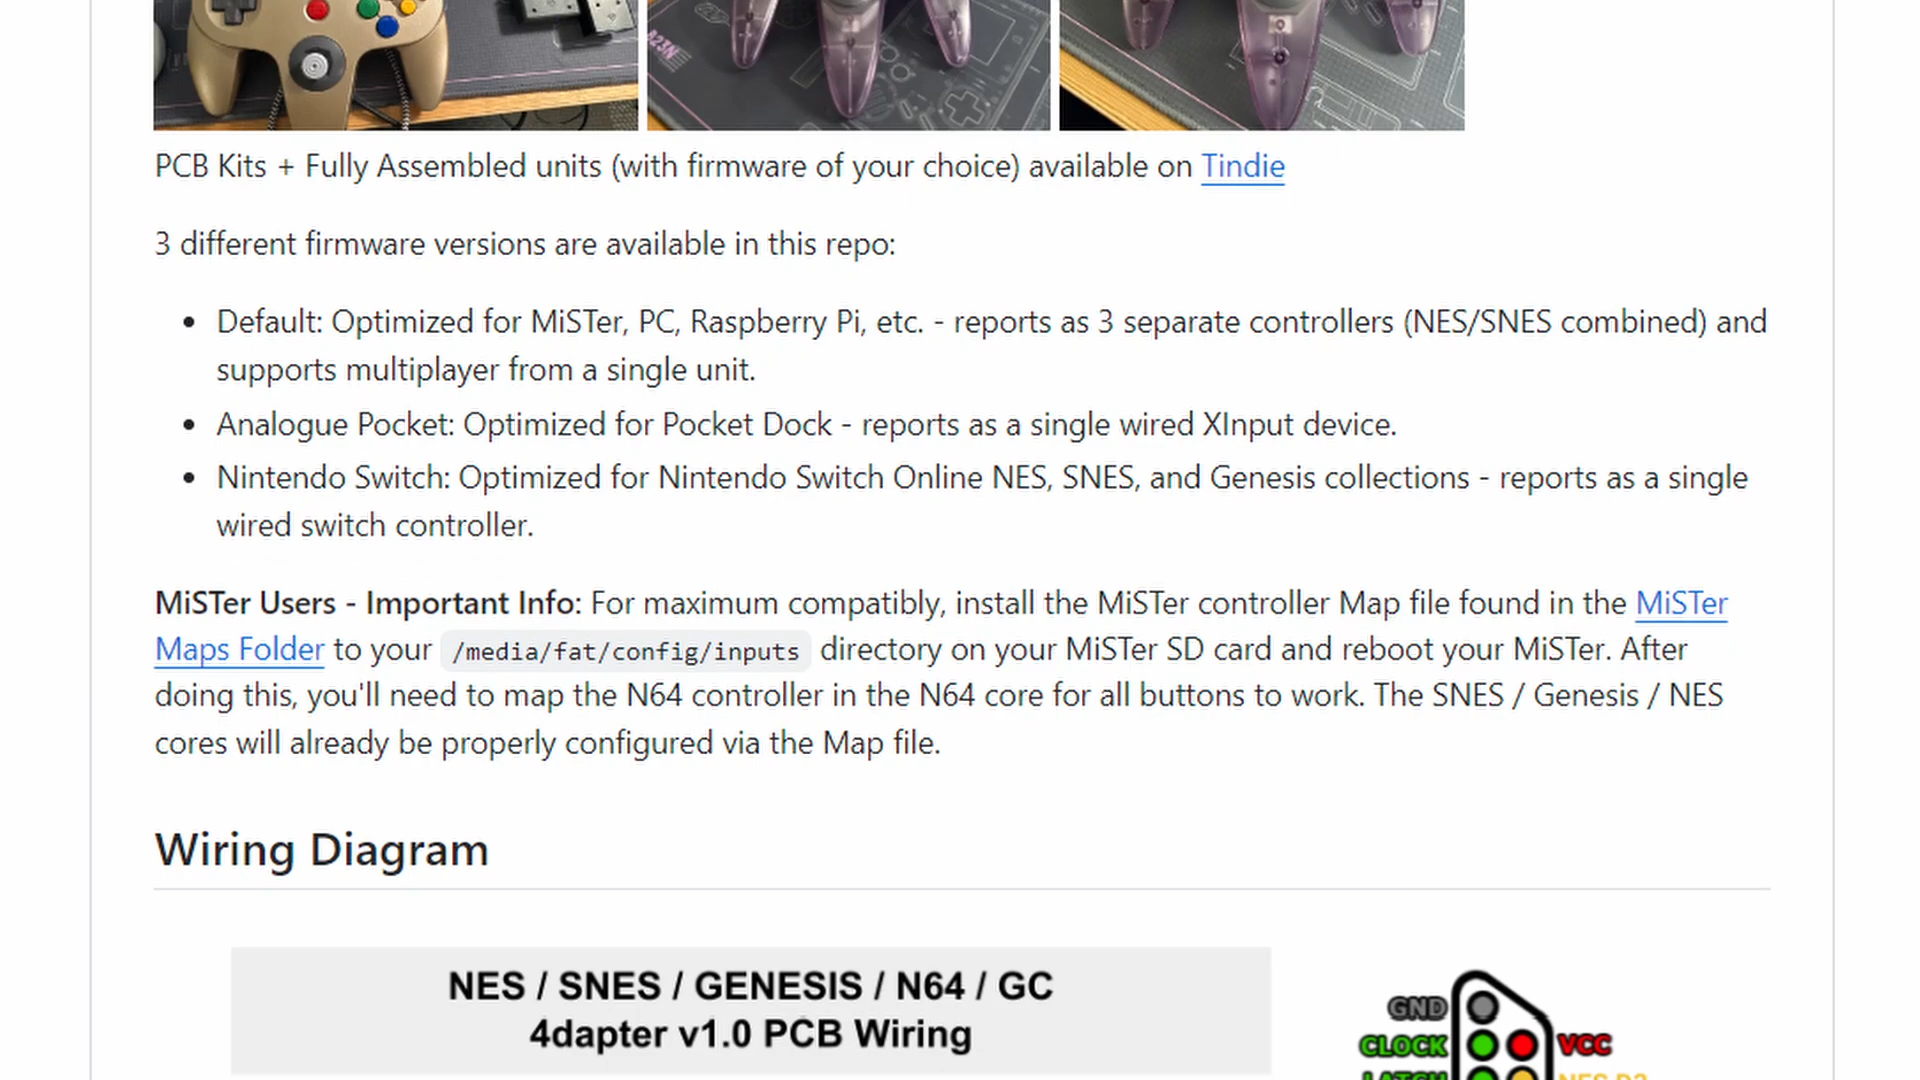 PCB Kits + Fully Assembled units (with firmware of your choice) available on Tindie
3 different firmware versions are available in this repo:
• Default: Optimized for MiSTer, PC, Raspberry Pi, etc. - reports as 3 separate controllers (NES/SNES combined) and
supports multiplayer from a single unit.
• Analogue Pocket: Optimized for Pocket Dock - reports as a single wired XInput device.
• Nintendo Switch: Optimized for Nintendo Switch Online NES, SNES, and Genesis collections - reports as a single
wired switch controller.
MiSTer Users - Important Info: For maximum compatibly, install the MiSTer controller Map file found in the MiSTer
Maps Folder to your /media/fat/config/inputs directory on your MiSTer SD card and reboot your MiSTer. After
doing this, you'll need to map the N64 controller in the N64 core for all buttons to work. The SNES / Genesis / NES
cores will already be properly configured via the Map file.
Wiring Diagram
NES / SNES / GENESIS / N64 / GC
4dapter v1.0 PCB Wiring
GND
CLOCK VCC